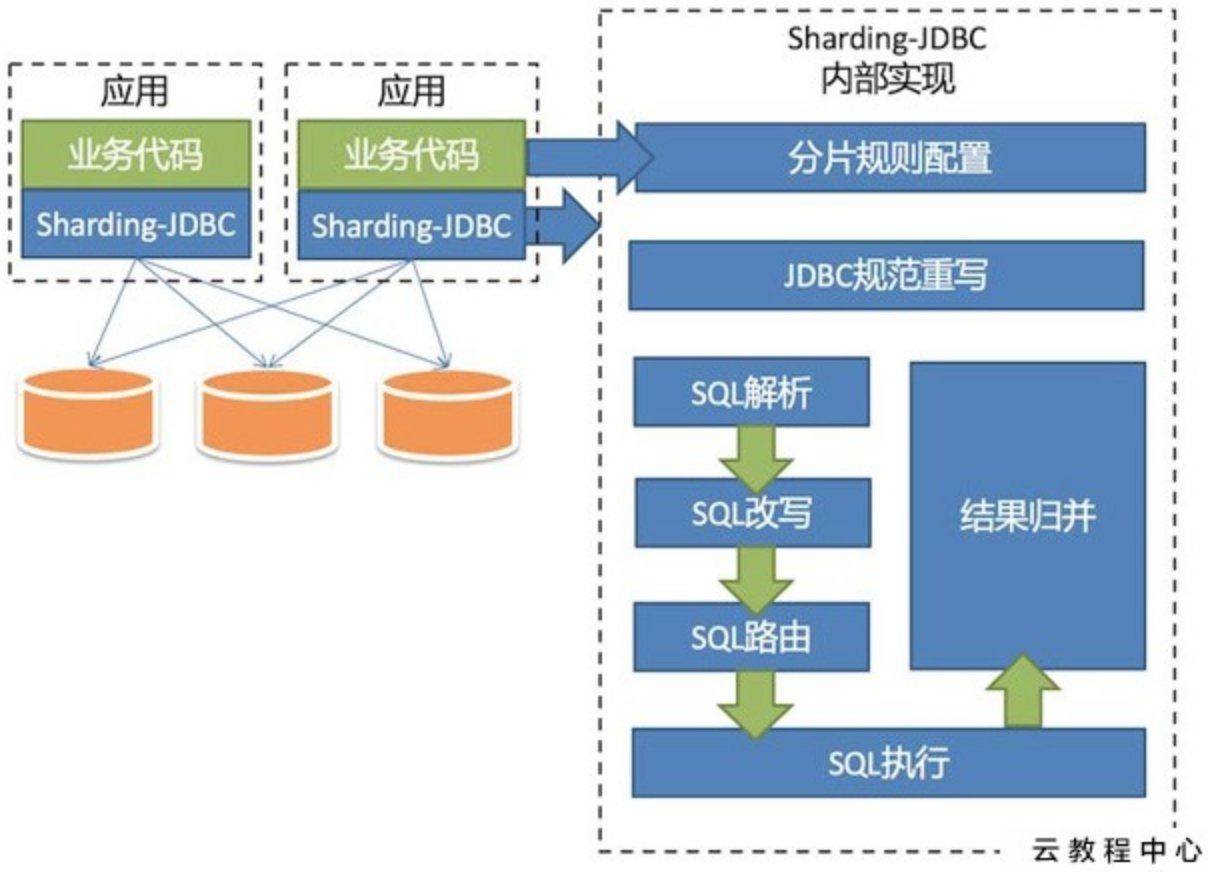 应用
业务代码
Sharding-JDBC
应用
业务代码
Sharding-JDBC
Sharding-JDBC
内部实现
分片规则配置
JDBC规范重写
SQL解析
SQL改写
SQL路由
结果归并
SQL执行
云教程中心